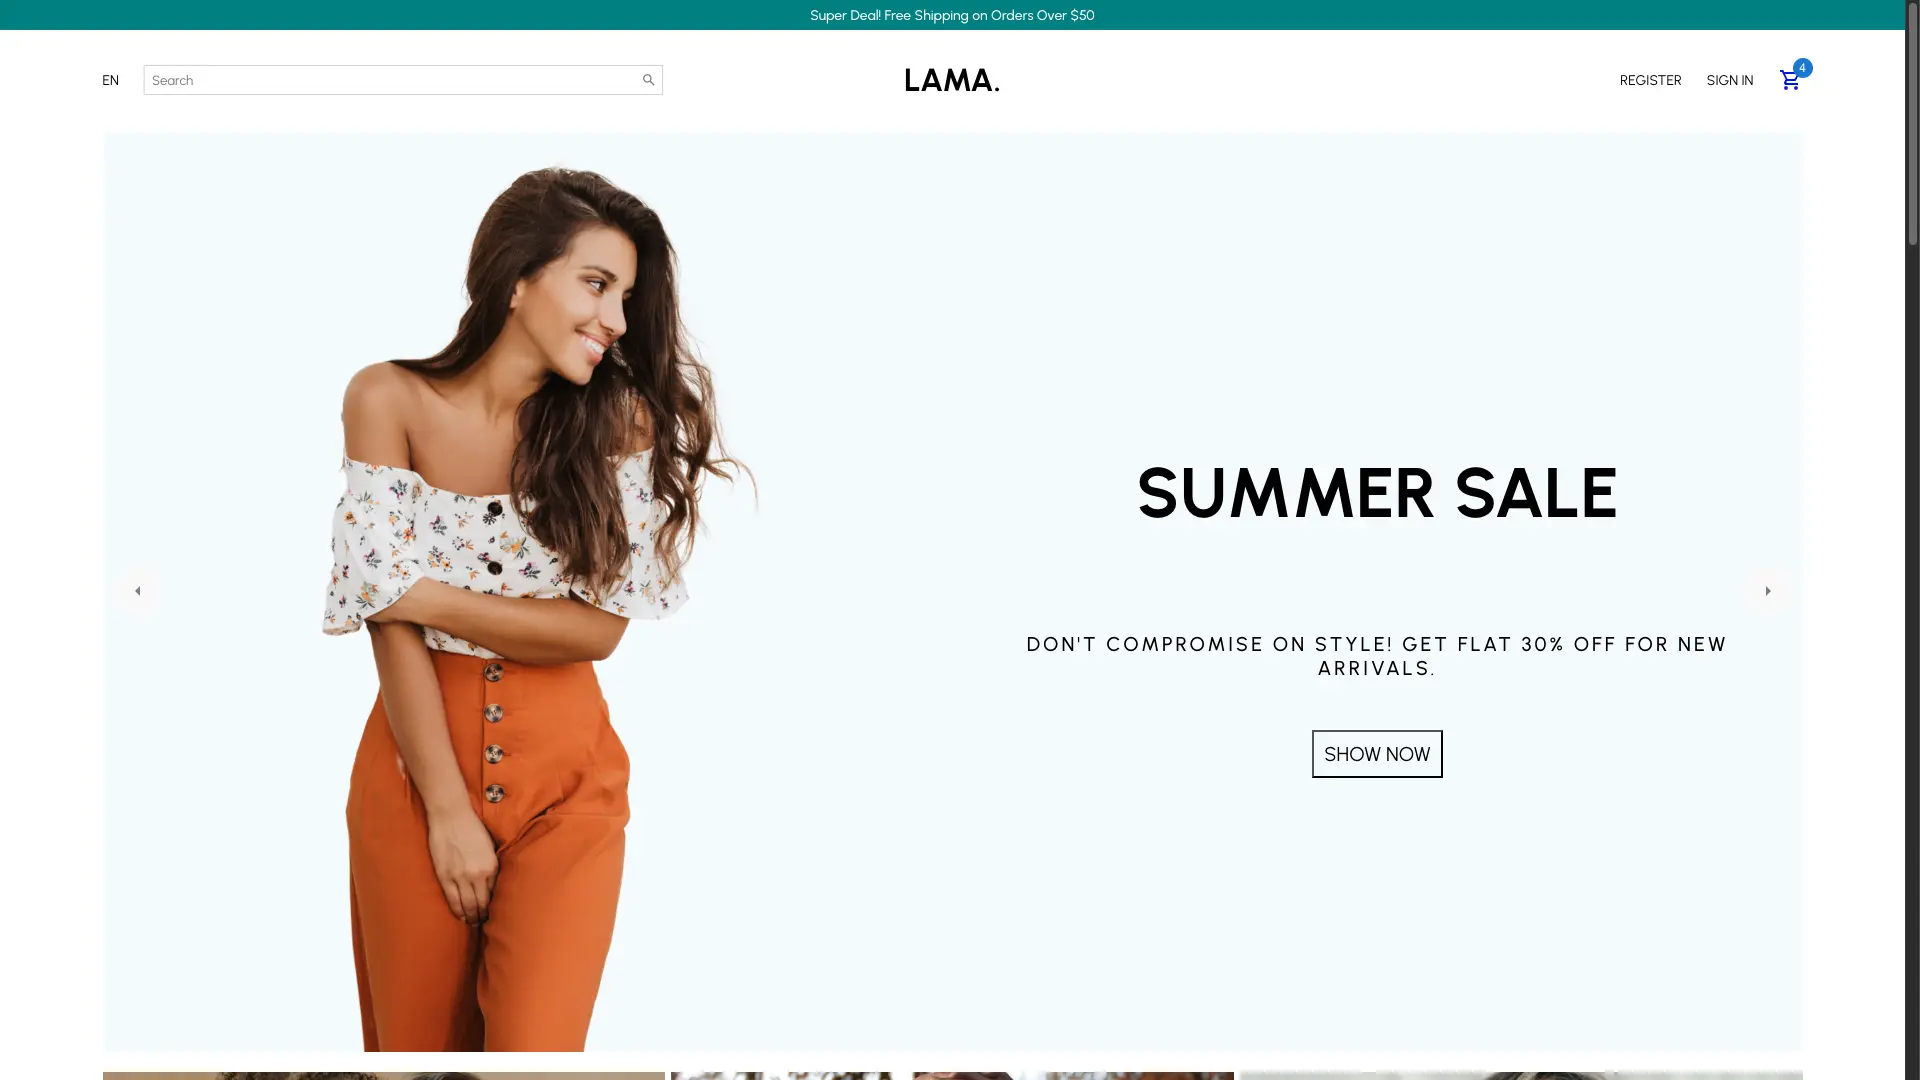 Super Deal! Free Shipping on Orders Over $50
EN
Search
LAMA.
REGISTER
SIGN IN
4
SUMMER SALE
DON'T COMPROMISE ON STYLE! GET FLAT 30% OFF FOR NEW
ARRIVALS.
SHOW NOW